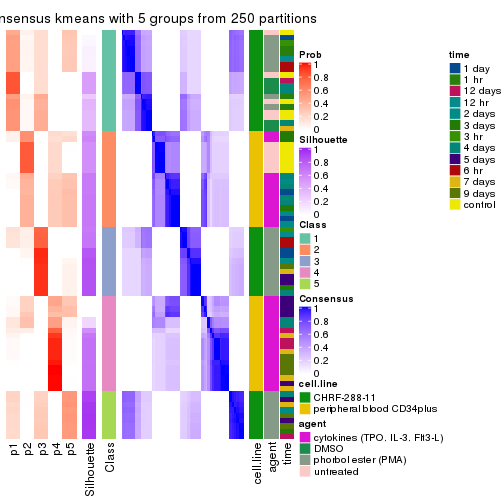 nsensus kmeans with 5 groups from 250 partitions
Prob
1
0.8
0.6
0.4
0.2
0
Silhouette
1
0.8
0.6
0.4
0.2
0
Class
1
2
3
4
5
Consensus
1
0.8
0.6
0.4
0.2
0
cell.line
CHRF-288-11
peripheral blood CD34plus
agent
cytokines (TPO, IL-3, Flt3-L)
DMSO
phorbol ester (PMA)
untreated
time
1 day
1 hr
12 days
12 hr
2 days
3 days
3 hr
4 days
5 days
6 hr
7 days
9 days
control
p1
p2
p3
p4
p5
Silhouette
Class
cell.line
agent
time